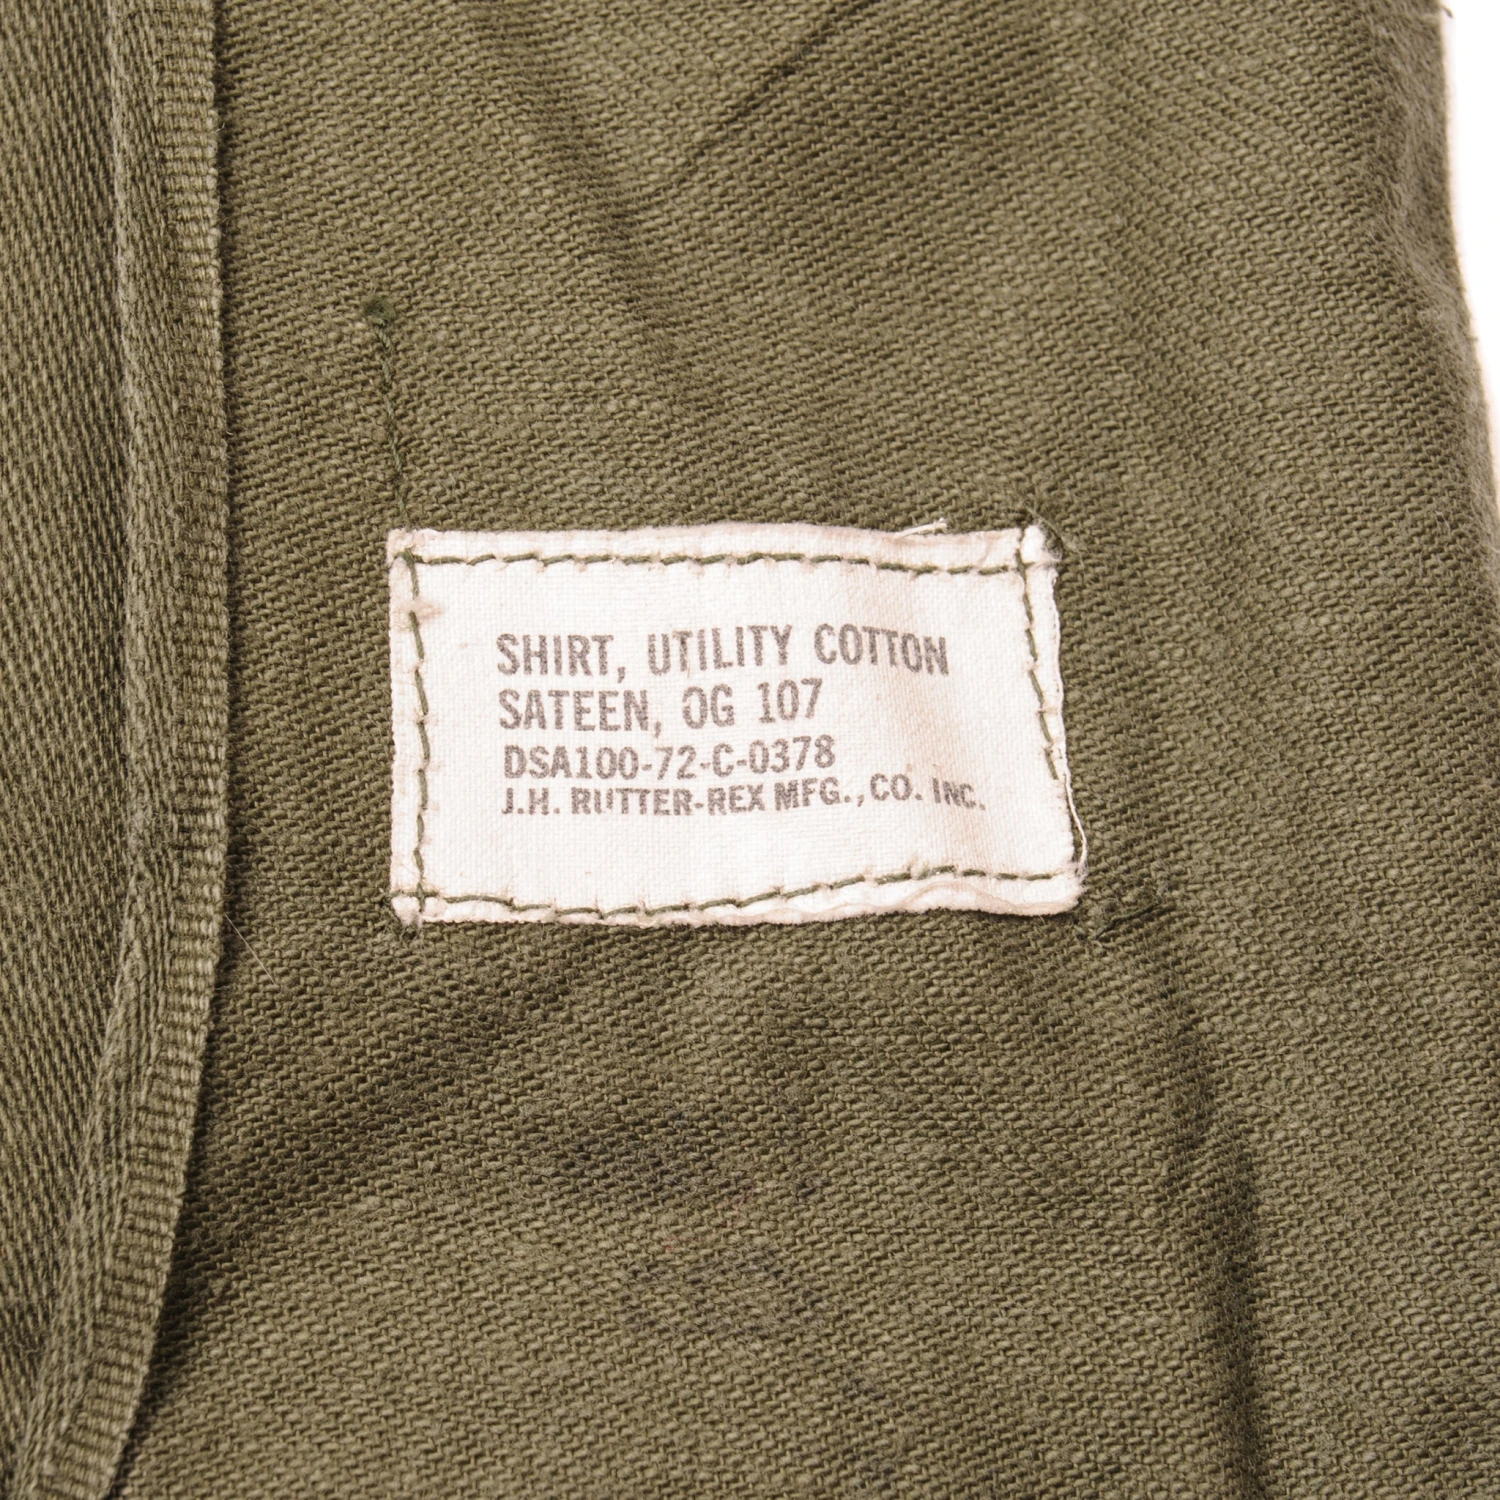 SHIRT, UTILITY COTTON
SATEEN, OG 107
DSA100-72-C-0378
J.H. RUTTER-REX MFG., CO. INC.